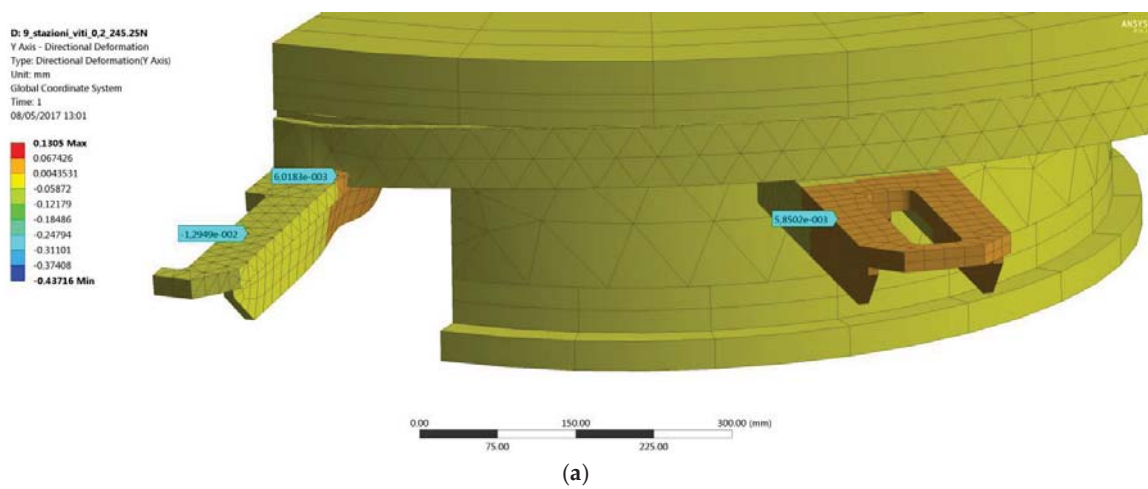 D: 9_stazioni_viti_0,2_245.25N
Y Axis - Directional Deformation
Type: Directional Deformation(Y Axis)
Unit: mm
Global Coordinate System
Time: 1
08/05/2017 13:01
ANSYS
0.1305 Max
0.067426
0.0043531
-0.05872
-0.12179
-0.18486
-0.24794
-0.31101
-0.37408
-0.43716 Min
6,0183e-003
-1,2949e-002
5,8502e-003
0.00 150.00 300.00 (mm)
75.00 225.00
(a)